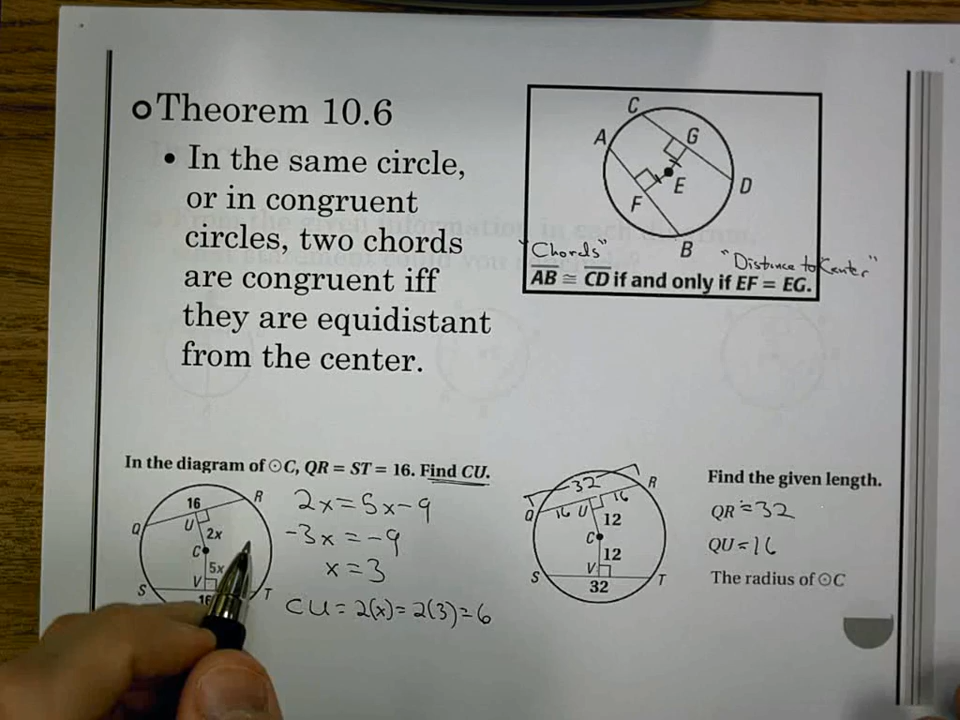 Theorem 10.6
• In the same circle,
or in congruent
circles, two chords
are congruent iff
they are equidistant
from the center.
C
A
G
E
D
F
B
"Chords"
"Distance to Center"
AB ≅ CD if and only if EF = EG.
In the diagram of ⊙C, QR = ST = 16. Find CU.
16
R
Q
U
2x
C
5x
V
S
T
16
2x = 5x - 9
-3x = -9
x = 3
CU = 2(x) = 2(3) = 6
32
R
16
Q
16
U
12
C
12
V
S
T
32
Find the given length.
QR = 32
QU = 16
The radius of ⊙C